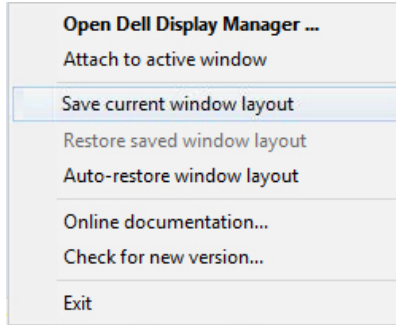 Open Dell Display Manager ...
Attach to active window
Save current window layout
Restore saved window layout
Auto-restore window layout
Online documentation...
Check for new version...
Exit